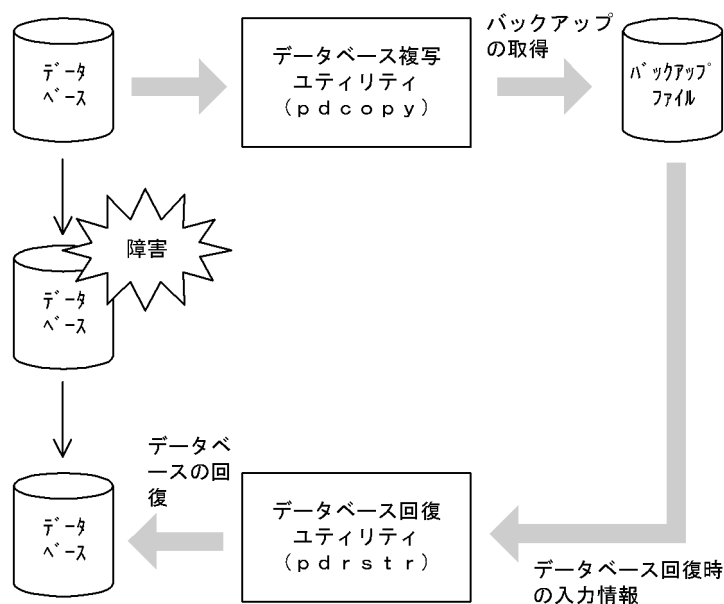 データ
ベース
データベース複写
ユティリティ
（ｐｄｃｏｐｙ）
バックアップ
の取得
バックアップ
ファイル
障害
データ
ベース
データベ
ースの回
復
データ
ベース
データベース回復
ユティリティ
（ｐｄｒｓｔｒ）
データベース回復時
の入力情報